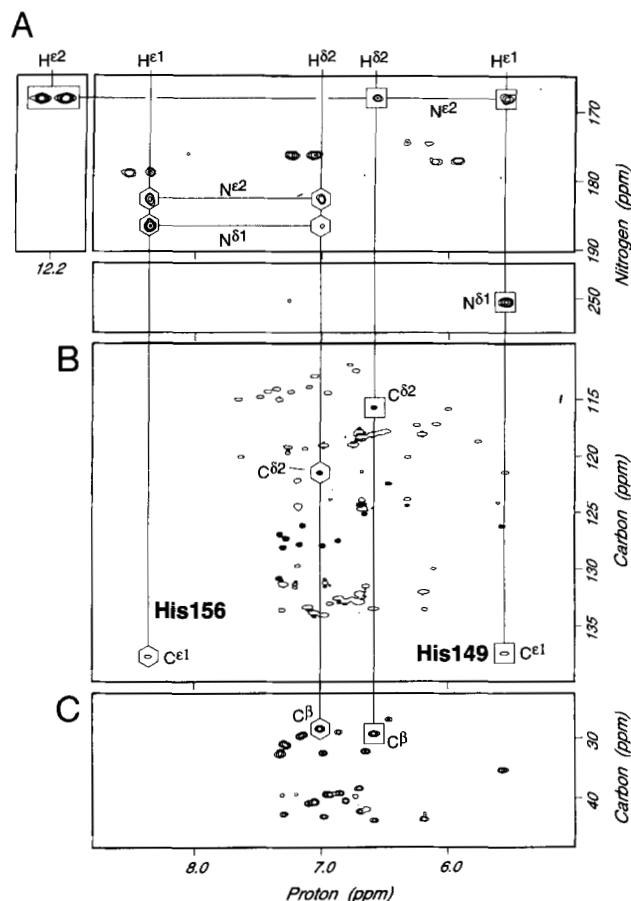 A
Hε2 Hε1 Hδ2 Hδ2 Hε1
Nε2
170
Nε2
180
Nδ1
190
Nitrogen (ppm)
12.2
Nδ1
250
B
115
Cδ2
120
Cδ2
125
130
His156
135
His149
Cε1
Cε1
Carbon (ppm)
C
Cβ
Cβ
30
40
Carbon (ppm)
8.0 7.0 6.0
Proton (ppm)